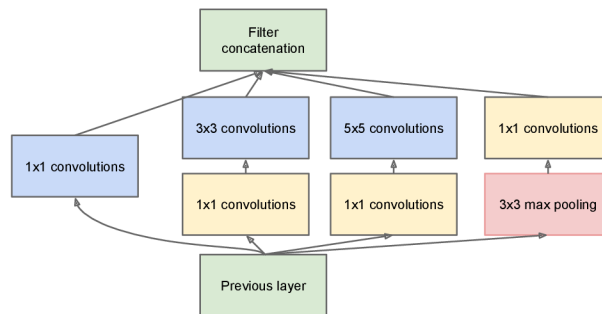 Filter
concatenation
3x3 convolutions
5x5 convolutions
1x1 convolutions
1x1 convolutions
1x1 convolutions
1x1 convolutions
3x3 max pooling
Previous layer